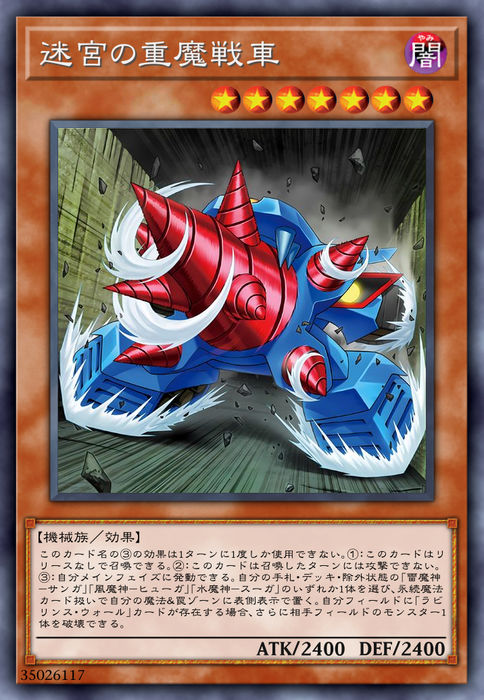 迷宮の重魔戦車
やみ
闇
【機械族／効果】
このカード名の③の効果は1ターンに1度しか使用できない。①：このカードはリ
リースなしで召喚できる。②：このカードは召喚したターンには攻撃できない。
③：自分メインフェイズに発動できる。自分の手札・デッキ・除外状態の「雷魔神
－サンガ」「風魔神－ヒューガ」「水魔神－スーガ」のいずれか1体を選び、永続魔法
カード扱いで自分の魔法&罠ゾーンに表側表示で置く。自分フィールドに「ラビ
リンス・ウォール」カードが存在する場合、さらに相手フィールドのモンスター1
体を破壊できる。
ATK/2400 DEF/2400
35026117